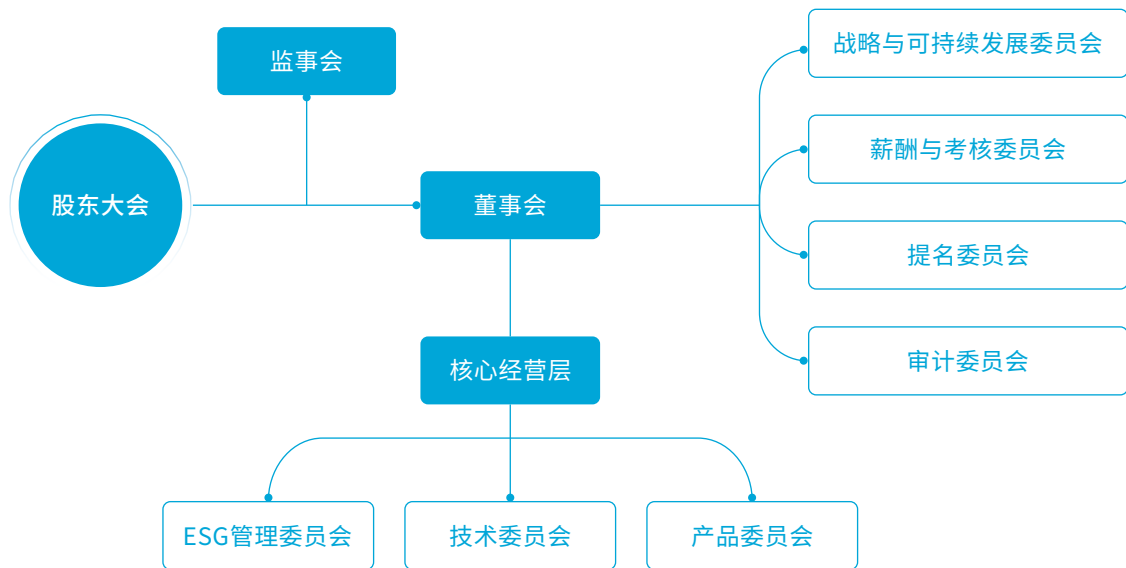 监事会
股东大会
董事会
战略与可持续发展委员会
薪酬与考核委员会
提名委员会
审计委员会
核心经营层
ESG管理委员会
技术委员会
产品委员会